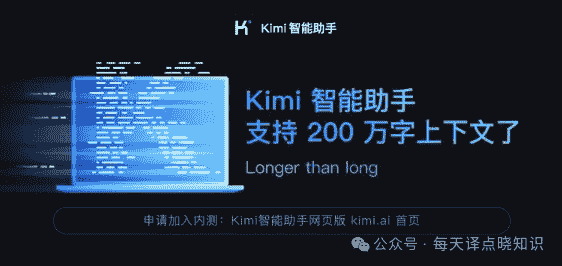 Kimi 智能助手
Kimi 智能助手
支持 200 万字上下文了
Longer than long
申请加入内测：Kimi智能助手网页版 kimi.ai 首页
公众号 · 每天译点晓知识